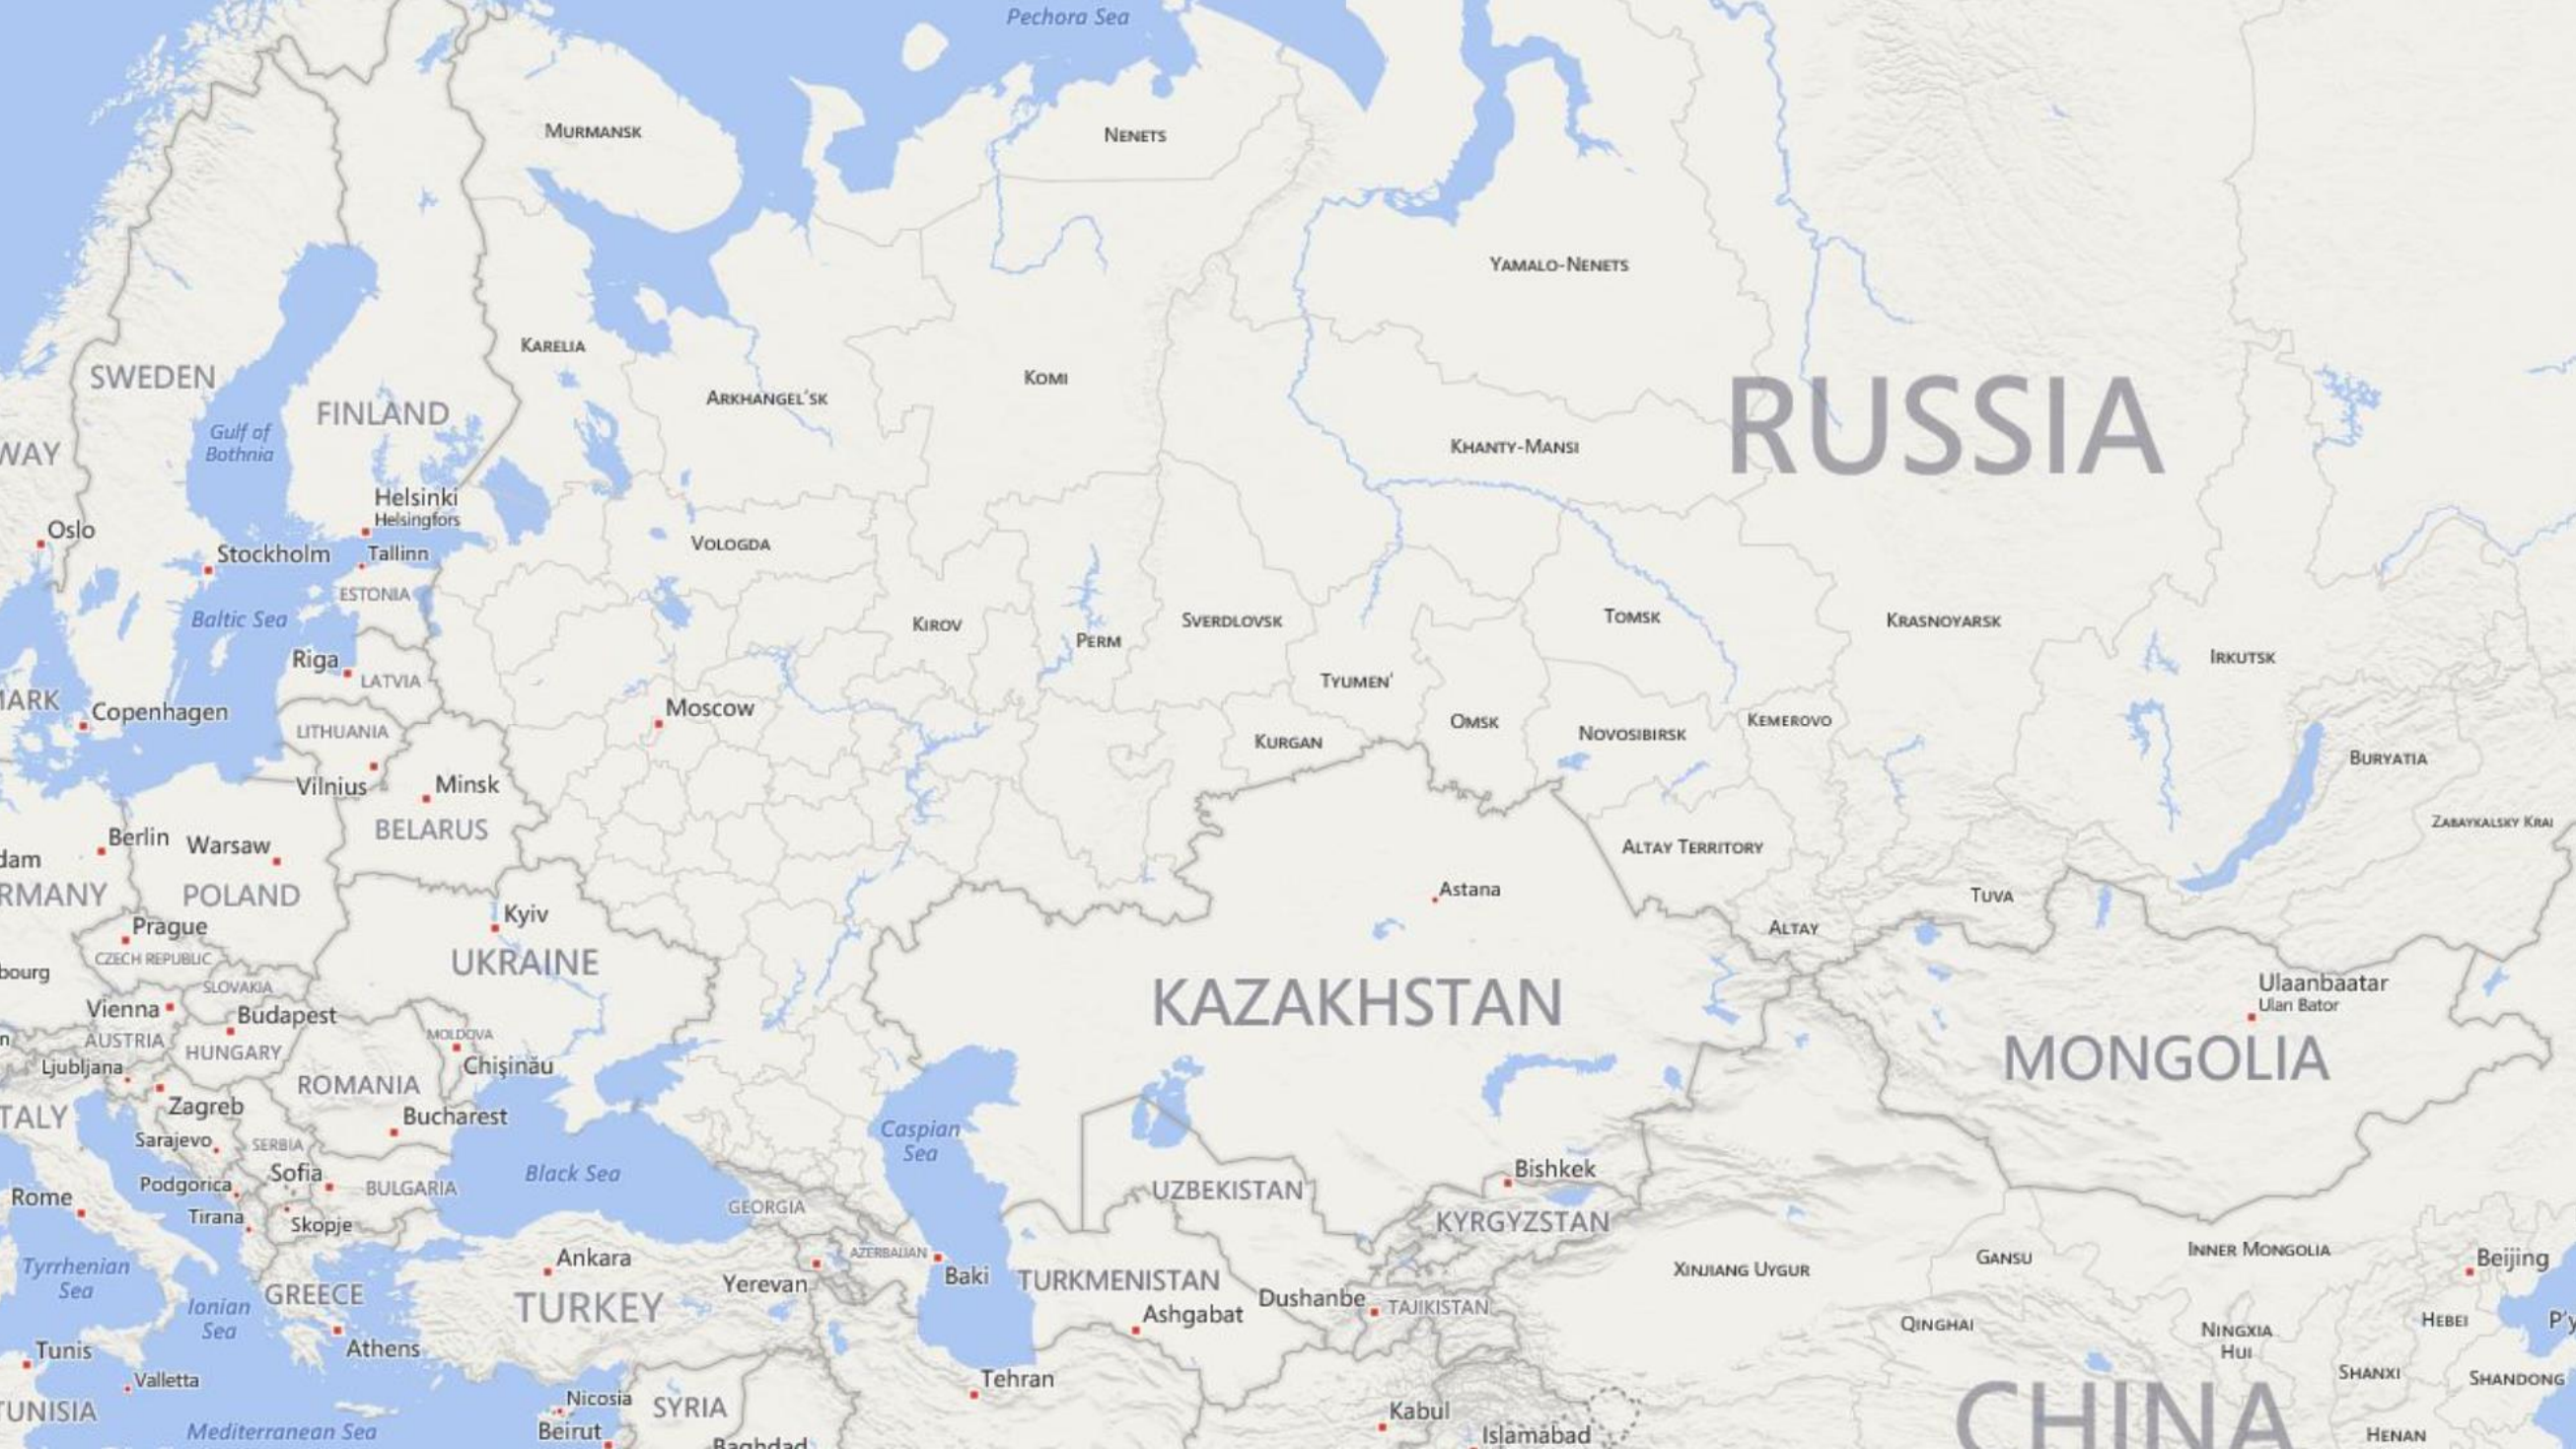 Pechora Sea
MURMANSK
NENETS
YAMALO-NENETS
KARELIA
SWEDEN
ARKHANGEL'SK
KOMI
RUSSIA
FINLAND
Gulf of
Bothnia
KHANTY-MANSI
WAY
Helsinki
Helsingfors
Oslo
Stockholm
Tallinn
VOLOGDA
ESTONIA
Baltic Sea
KIROV
PERM
SVERDLOVSK
TOMSK
KRASNOYARSK
IRKUTSK
Riga
LATVIA
TYUMEN'
MARK
Copenhagen
Moscow
OMSK
KEMEROVO
LITHUANIA
KURGAN
NOVOSIBIRSK
BURYATIA
Vilnius
Minsk
BELARUS
ZABAYKALSKY KRAI
Berlin
Warsaw
ALTAY TERRITORY
dam
RMANY
POLAND
Astana
TUVA
Prague
Kyiv
ALTAY
CZECH REPUBLIC
UKRAINE
bourg
SLOVAKIA
KAZAKHSTAN
Ulaanbaatar
Ulan Bator
Vienna
Budapest
MOLDOVA
n
AUSTRIA
HUNGARY
MONGOLIA
Ljubljana
Chişinău
ROMANIA
TALY
Zagreb
Bucharest
Sarajevo
SERBIA
Caspian
Sea
Black Sea
Sofia
Bishkek
Podgorica
BULGARIA
UZBEKISTAN
Rome
GEORGIA
Tirana
Skopje
KYRGYZSTAN
Ankara
AZERBAIJAN
INNER MONGOLIA
Beijing
Tyrrhenian
Sea
Yerevan
Baki
TURKMENISTAN
XINJIANG UYGUR
GANSU
GREECE
TURKEY
Dushanbe
TAJIKISTAN
Ionian
Sea
Ashgabat
QINGHAI
NINGXIA
HUI
HEBEI
P'y
Tunis
Athens
Valletta
Tehran
SHANXI
SHANDONG
Nicosia
TUNISIA
SYRIA
Kabul
CHINA
Mediterranean Sea
Beirut
Baghdad
Islāmābād
HENAN